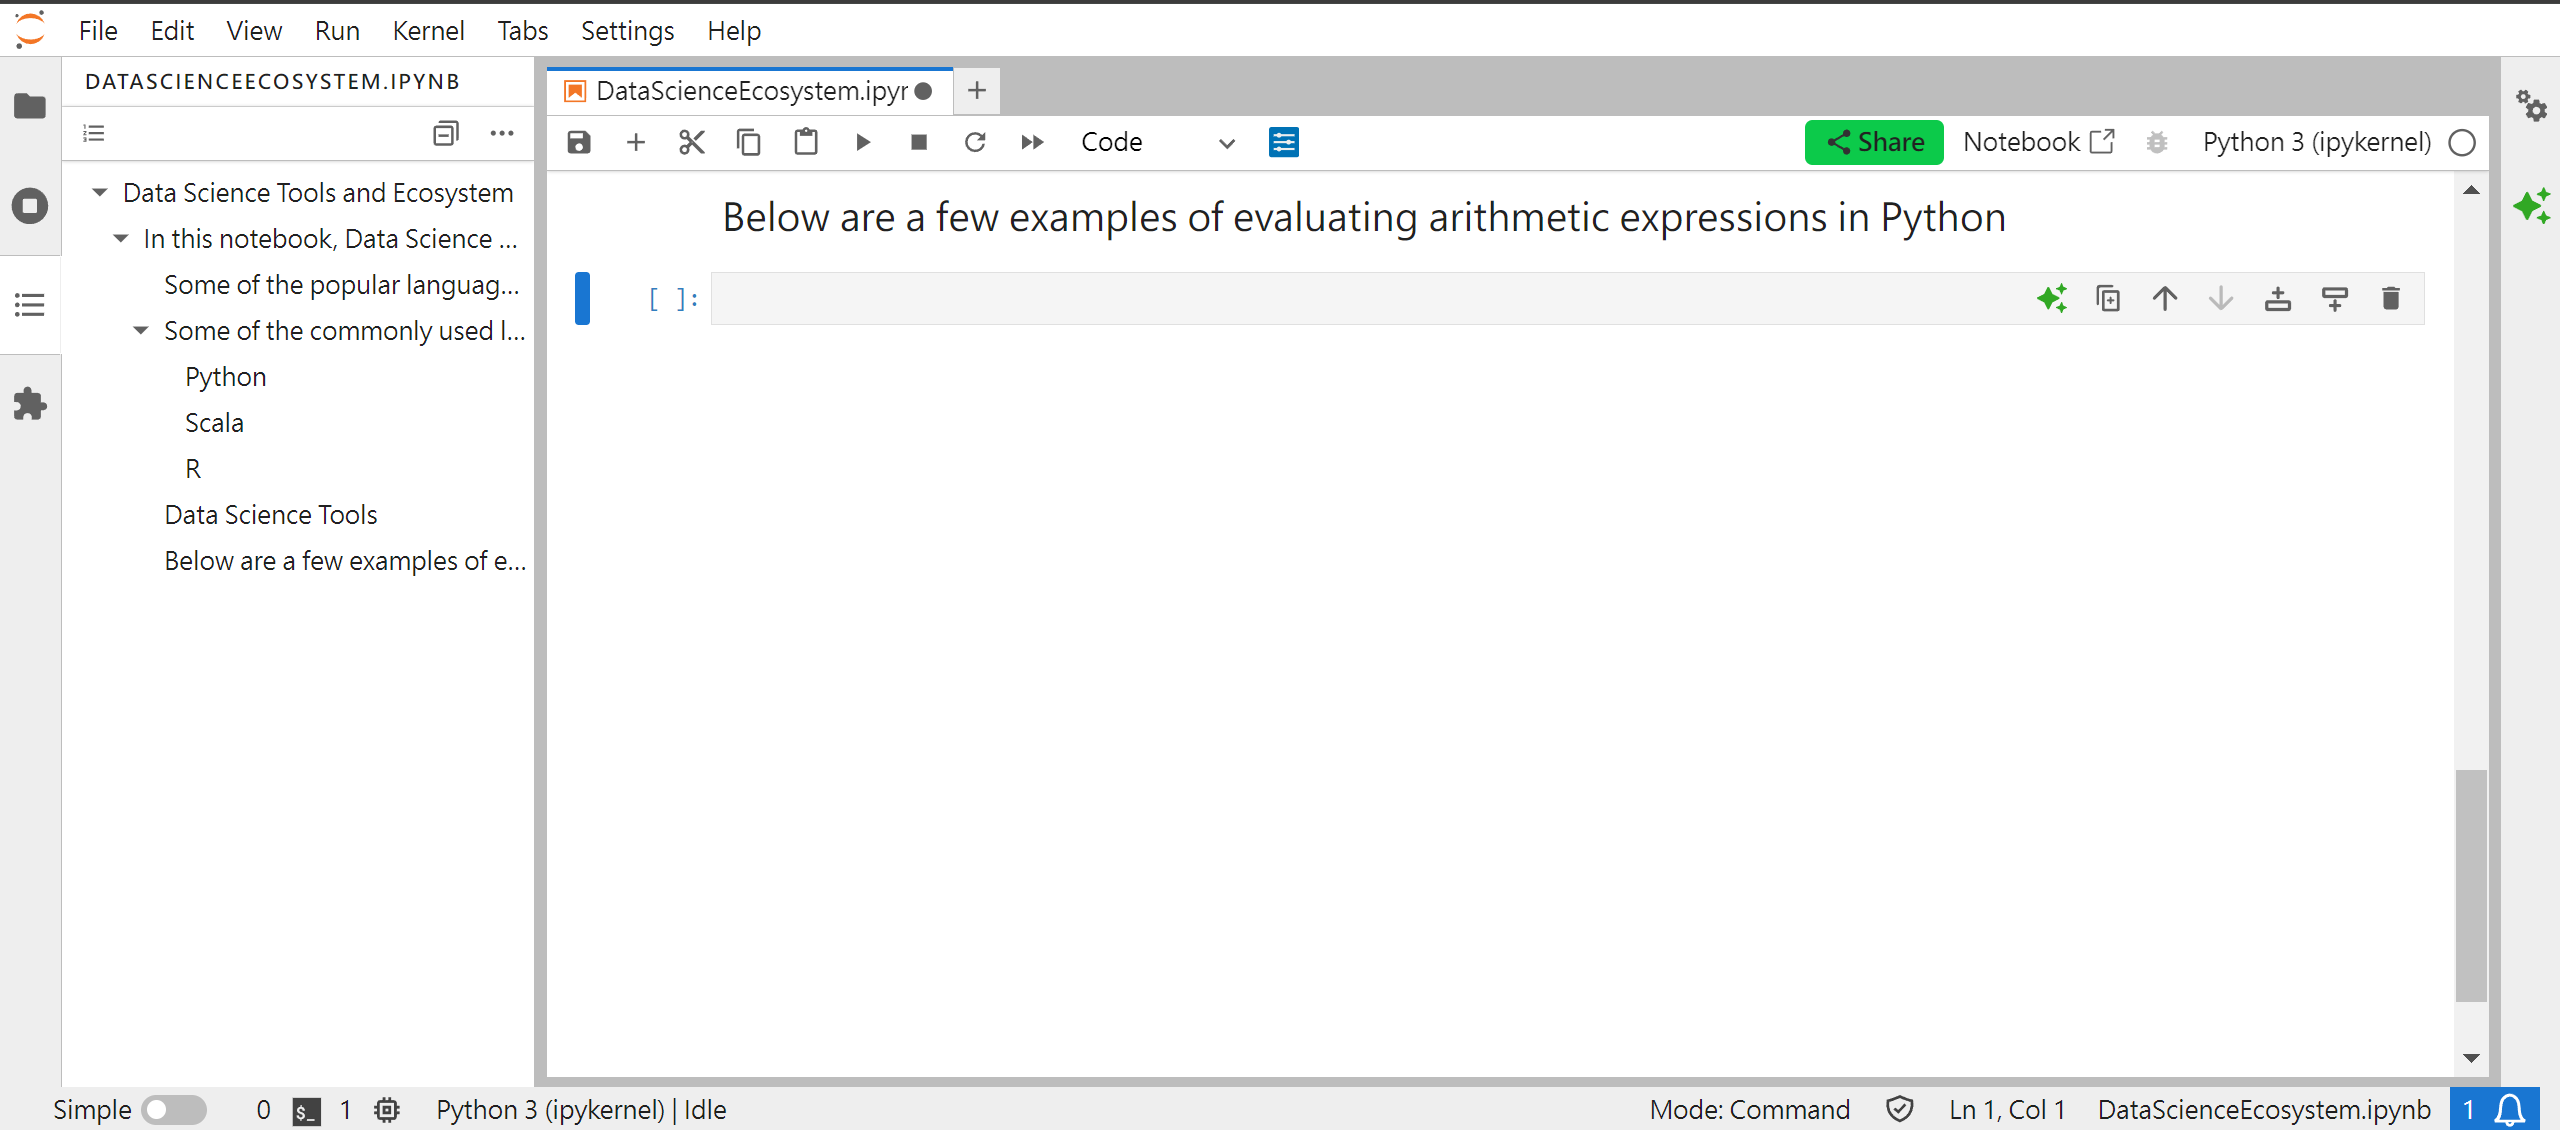 File Edit View Run Kernel Tabs Settings Help
DATASCIENCEECOSYSTEM.IPYNB
Data Science Tools and Ecosystem
In this notebook, Data Science ...
Some of the popular languag...
Some of the commonly used l...
Python
Scala
R
Data Science Tools
Below are a few examples of e...
DataScienceEcosystem.ipyr
Code
Share Notebook Python 3 (ipykernel)
Below are a few examples of evaluating arithmetic expressions in Python
[ ]:
Simple 0 $_ 1 Python 3 (ipykernel) | Idle
Mode: Command Ln 1, Col 1 DataScienceEcosystem.ipynb 1